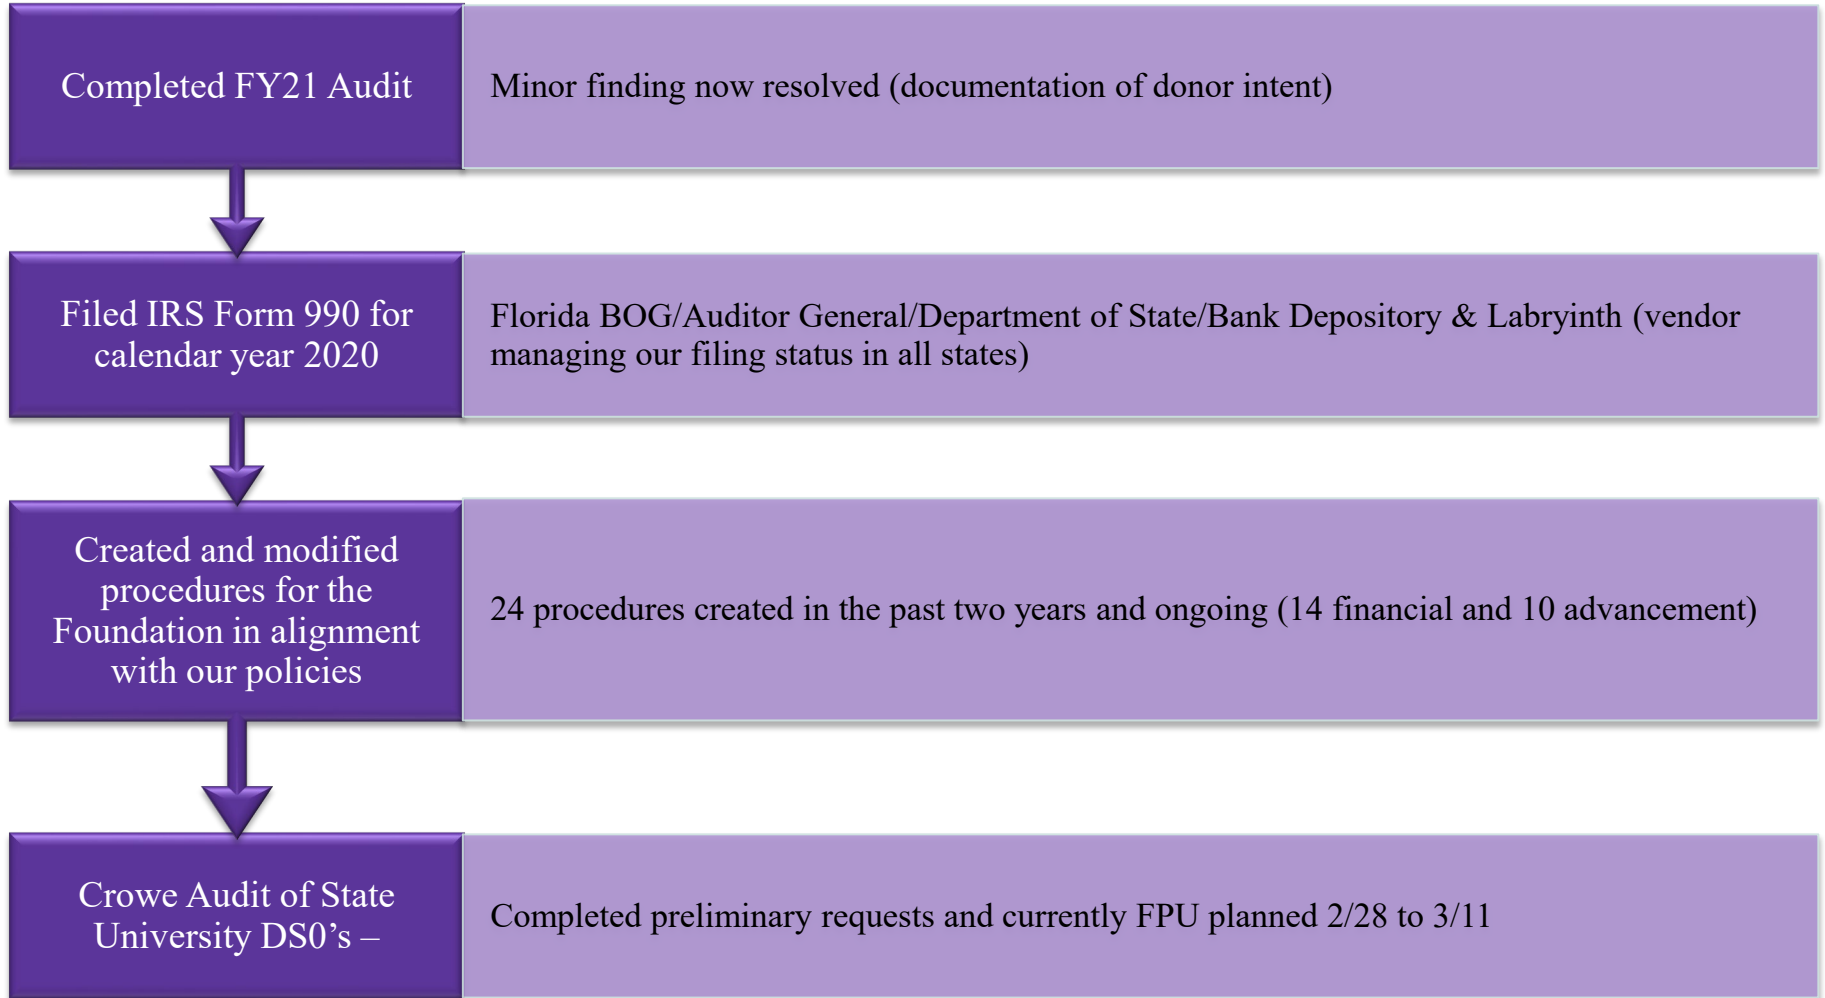 Completed FY21 Audit
Minor finding now resolved (documentation of donor intent)
Filed IRS Form 990 for
calendar year 2020
Florida BOG/Auditor General/Department of State/Bank Depository & Labryinth (vendor
managing our filing status in all states)
Created and modified
procedures for the
Foundation in alignment
with our policies
24 procedures created in the past two years and ongoing (14 financial and 10 advancement)
Crowe Audit of State
University DS0’s –
Completed preliminary requests and currently FPU planned 2/28 to 3/11